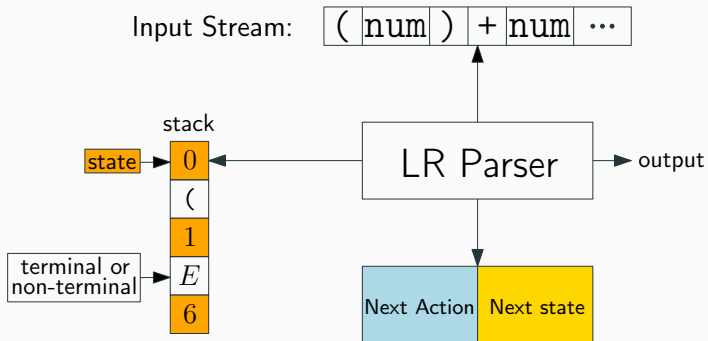 Input Stream: ( num ) + num ...
stack
state 0 LR Parser output
(
1
terminal or
non-terminal E
6
Next Action Next state